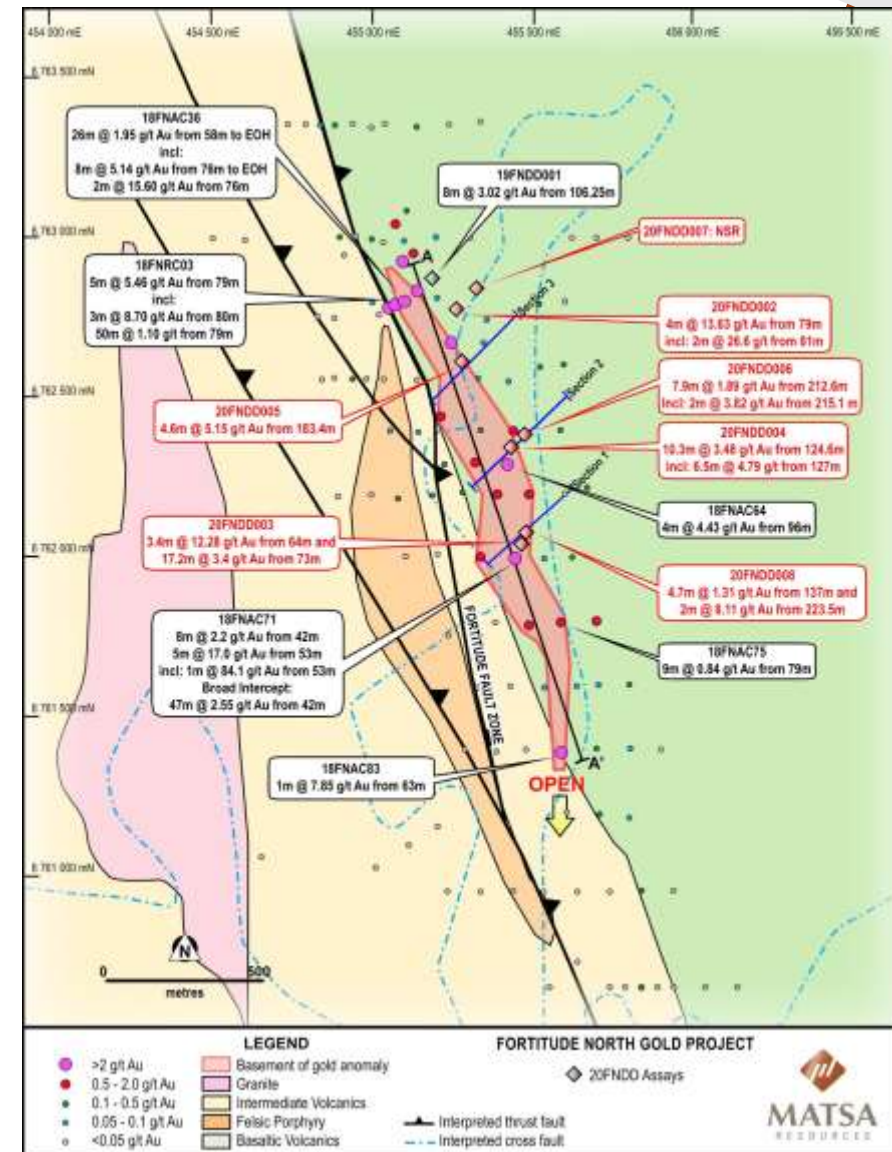 454 000 mE
454 500 mE
455 000 mE
455 500 mE
6 763 500 mN
18FNAC36
26m @ 1.95 g/t Au from 58m to EOH
incl:
8m @ 5.14 g/t Au from 76m to EOH
2m @ 15.60 g/t Au from 76m
19FNDD001
8m @ 3.02 g/t Au from 106.25m
6 763 000 mN
A
20FNDD007: NSR
18FNRC03
5m @ 5.46 g/t Au from 79m
incl:
3m @ 8.70 g/t Au from 80m
50m @ 1.10 g/t from 79m
Section 3
20FNDD002
4m @ 13.63 g/t Au from 79m
incl: 2m @ 26.6 g/t from 81m
6 762 500 mN
Section 2
20FNDD006
7.9m @ 1.89 g/t Au from 212.6m
incl: 2m @ 3.82 g/t Au from 215.1 m
20FNDD005
4.6m @ 5.15 g/t Au from 183.4m
20FNDD004
10.3m @ 3.48 g/t Au from 124.6m
incl: 6.5m @ 4.79 g/t from 127m
Section 1
18FNAC64
4m @ 4.43 g/t Au from 96m
20FNDD003
3.4m @ 12.28 g/t Au from 64m and
17.2m @ 3.4 g/t Au from 73m
6 762 000 mN
20FNDD008
4.7m @ 1.31 g/t Au from 137m and
2m @ 8.11 g/t Au from 223.5m
18FNAC71
8m @ 2.2 g/t Au from 42m
5m @ 17.0 g/t Au from 53m
incl: 1m @ 84.1 g/t Au from 53m
Broad Intercept:
47m @ 2.55 g/t Au from 42m
FORTITUDE FAULT ZONE
18FNAC75
9m @ 0.84 g/t Au from 79m
6 761 500 mN
18FNAC83
1m @ 7.85 g/t Au from 63m
A'
OPEN
6 761 000 mN
N
0 500
metres
LEGEND
>2 g/t Au
0.5 - 2.0 g/t Au
0.1 - 0.5 g/t Au
0.05 - 0.1 g/t Au
<0.05 g/t Au
Basement of gold anomaly
Granite
Intermediate Volcanics
Felsic Porphyry
Basaltic Volcanics
FORTITUDE NORTH GOLD PROJECT
20FNDD Assays
Interpreted thrust fault
Interpreted cross fault
MATSA
RESOURCES